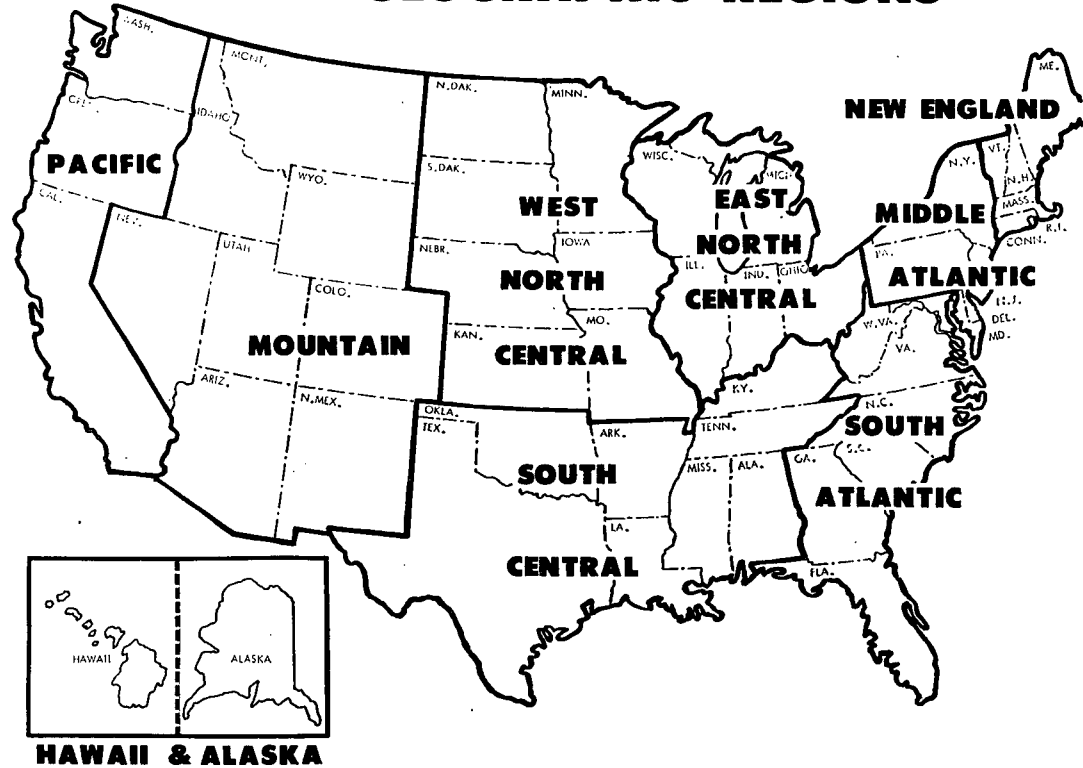 GEOGRAPHIC REGIONS
WASH.
MONT.
N.DAK.
MINN.
ME.
NEW ENGLAND
IDAHO
PACIFIC
WISC.
MICH.
N.Y.
VT.
N.H.
MASS.
R.I.
CONN.
S.DAK.
WYO.
CAL.
NEV.
WEST
EAST
MIDDLE
UTAH
NEBR.
IOWA
NORTH
NORTH
ILL.
IND.
OHIO
PA.
ATLANTIC
COLO.
CENTRAL
N.J.
DEL.
MD.
W.VA.
VA.
MO.
KAN.
MOUNTAIN
CENTRAL
ARIZ.
N.MEX.
KY.
OKLA.
TEX.
ARK.
TENN.
N.C.
SOUTH
S.C.
MISS.
ALA.
GA.
SOUTH
ATLANTIC
LA.
CENTRAL
FLA.
HAWAII
ALASKA
HAWAII & ALASKA